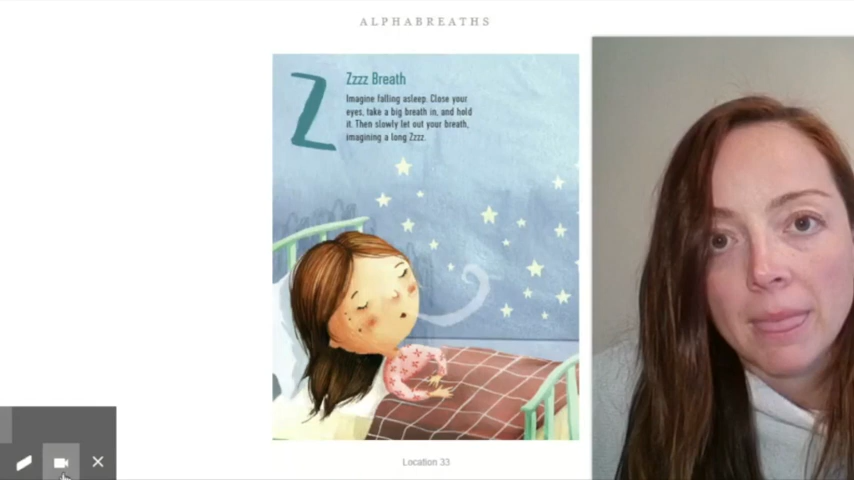 ALPHABREATHS
Z
Zzzz Breath
Imagine falling asleep. Close your
eyes, take a big breath in, and hold
it. Then slowly let out your breath,
imagining a long Zzzz.
Location 33